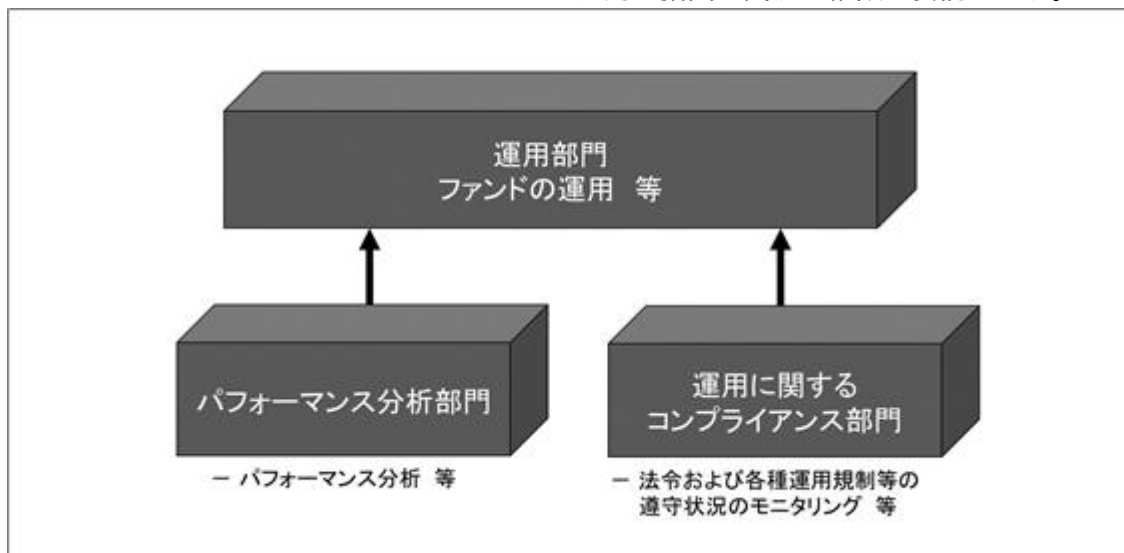 運用部門
ファンドの運用 等
パフォーマンス分析部門
－ パフォーマンス分析 等
運用に関する
コンプライアンス部門
－ 法令および各種運用規制等の
遵守状況のモニタリング 等